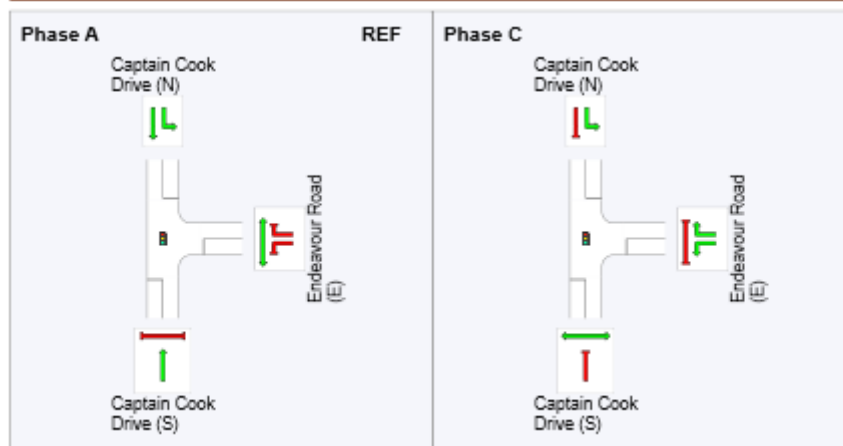 Phase A
REF
Captain Cook
Drive (N)
Endeavour Road
(E)
Captain Cook
Drive (S)
Phase C
Captain Cook
Drive (N)
Endeavour Road
(E)
Captain Cook
Drive (S)